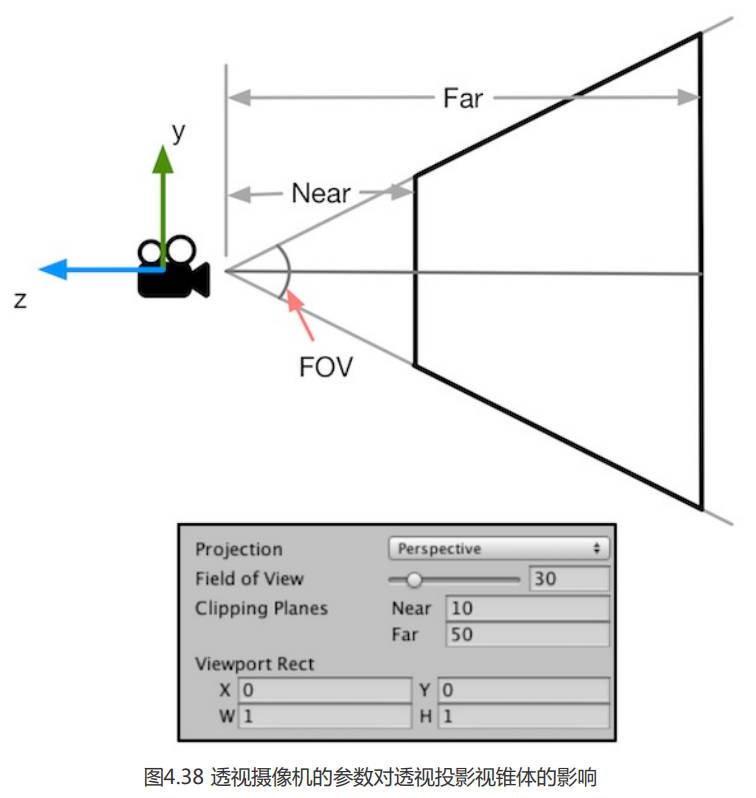 Far
y
Near
z
FOV
Projection Perspective
Field of View 30
Clipping Planes Near 10
Far 50
Viewport Rect
X 0 Y 0
W 1 H 1
图4.38 透视摄像机的参数对透视投影视锥体的影响